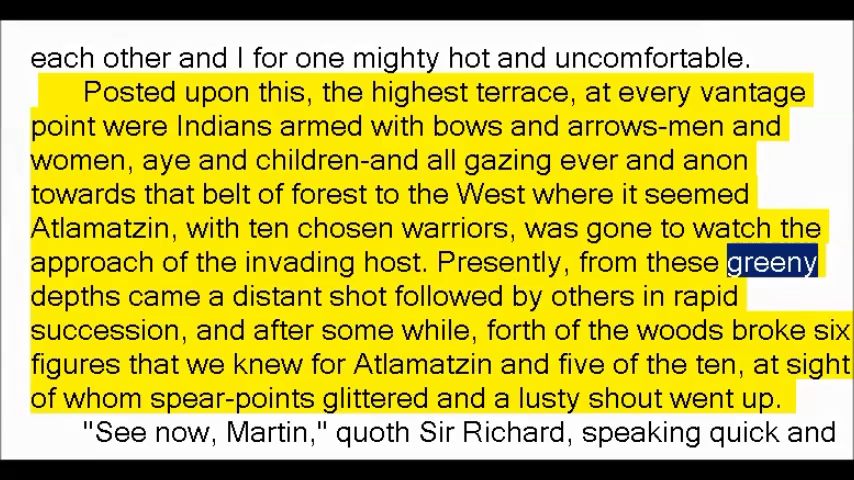 each other and I for one mighty hot and uncomfortable.
Posted upon this, the highest terrace, at every vantage
point were Indians armed with bows and arrows-men and
women, aye and children-and all gazing ever and anon
towards that belt of forest to the West where it seemed
Atlamatzin, with ten chosen warriors, was gone to watch the
approach of the invading host. Presently, from these greeny
depths came a distant shot followed by others in rapid
succession, and after some while, forth of the woods broke six
figures that we knew for Atlamatzin and five of the ten, at sight
of whom spear-points glittered and a lusty shout went up.
"See now, Martin," quoth Sir Richard, speaking quick and